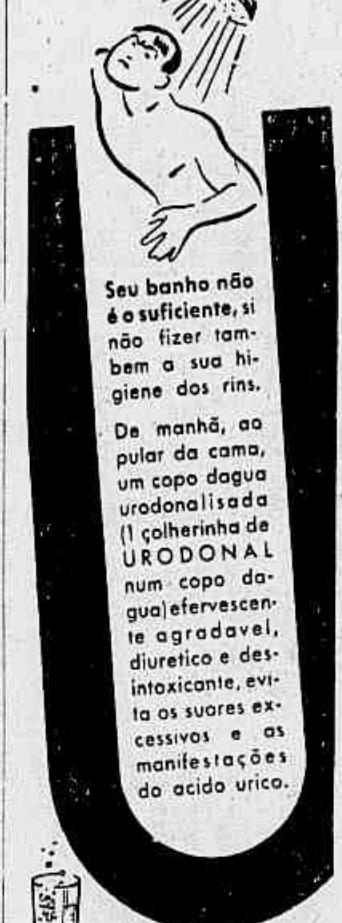 Seu banho não
é o suficiente, si
não fizer tam-
bem a sua hi-
giene dos rins.
De manhã, ao
pular da cama,
um copo dagua
urodonalisada
(1 colherinha de
URODONAL
num copo da-
gua) efervescen-
te agradavel,
diuretico e des-
intoxicante, evi-
ta os suores ex-
cessivos e as
manifestações
do acido urico.